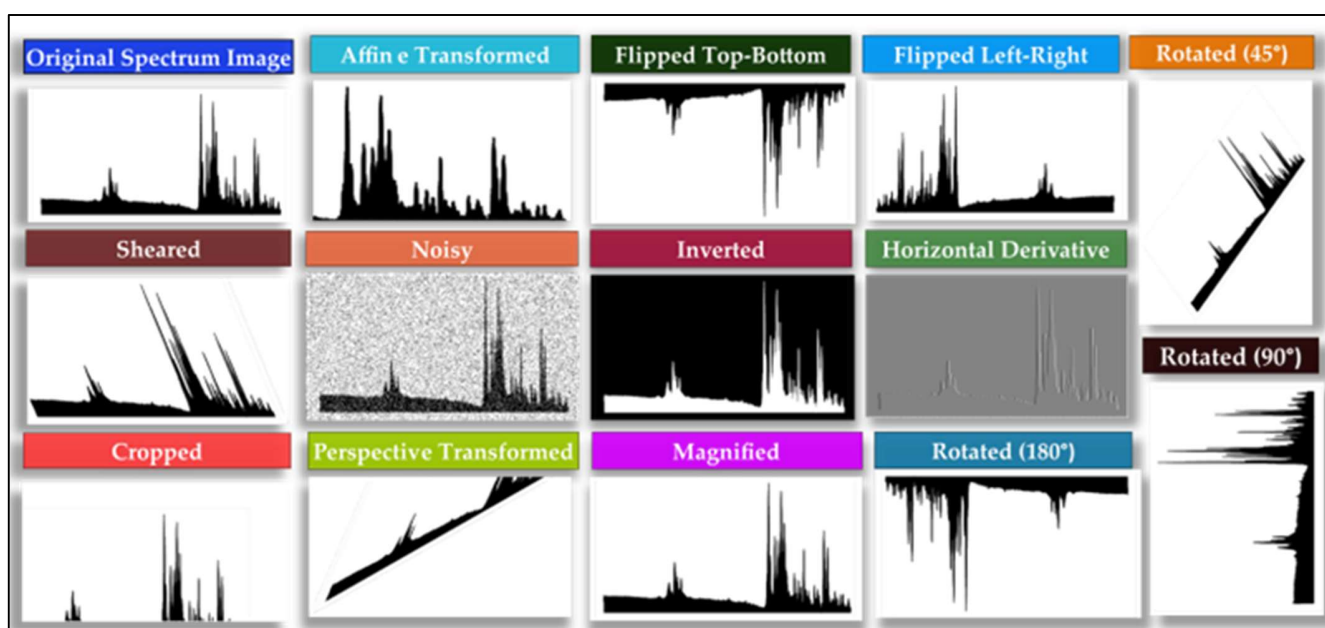 Original Spectrum Image
Affin e Transformed
Flipped Top-Bottom
Flipped Left-Right
Rotated (45°)
Sheared
Noisy
Inverted
Horizontal Derivative
Rotated (90°)
Cropped
Perspective Transformed
Magnified
Rotated (180°)